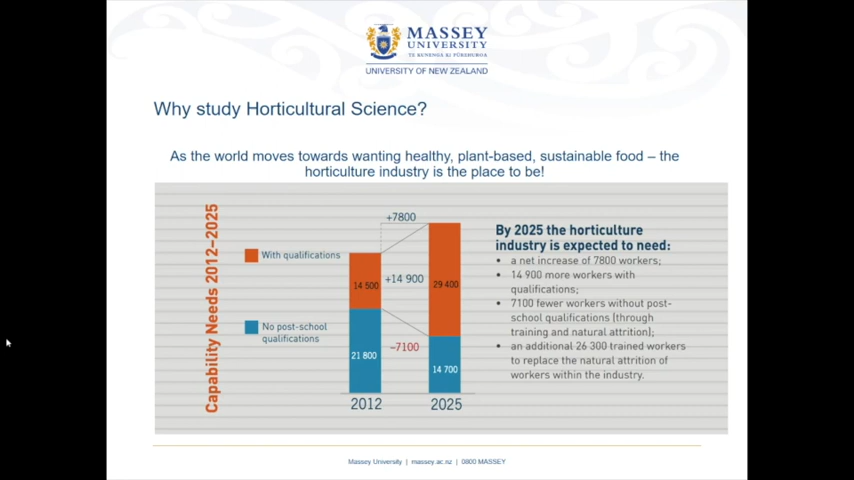 MASSEY
UNIVERSITY
TE KUNENGA KI PŪREHUROA
UNIVERSITY OF NEW ZEALAND
Why study Horticultural Science?
As the world moves towards wanting healthy, plant-based, sustainable food – the
horticulture industry is the place to be!
Capability Needs 2012–2025
With qualifications
No post-school
qualifications
+7800
14 500
+14 900
29 400
21 800
–7100
14 700
2012
2025
By 2025 the horticulture
industry is expected to need:
• a net increase of 7800 workers;
• 14 900 more workers with
qualifications;
• 7100 fewer workers without post-
school qualifications (through
training and natural attrition);
• an additional 26 300 trained workers
to replace the natural attrition of
workers within the industry.
Massey University | massey.ac.nz | 0800 MASSEY